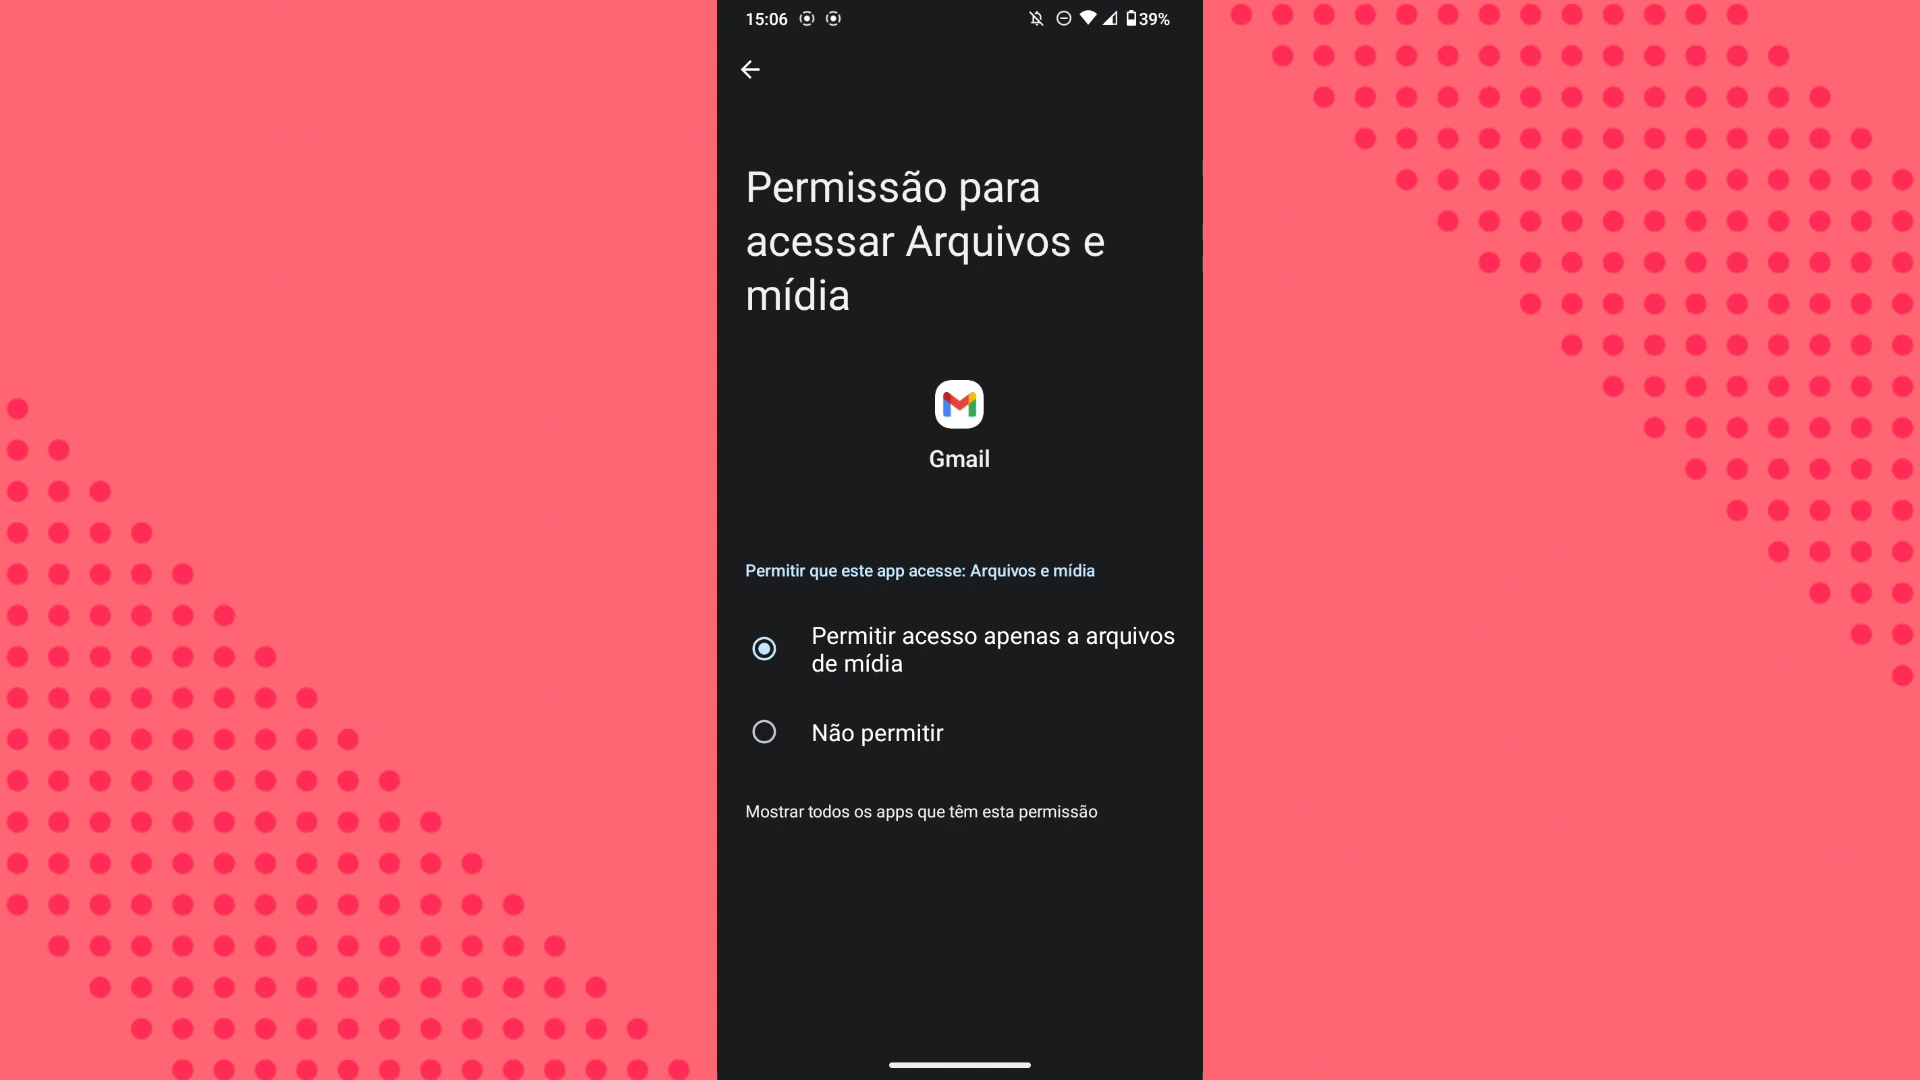 15:06
39%
Permissão para
acessar Arquivos e
mídia
Gmail
Permitir que este app acesse: Arquivos e mídia
Permitir acesso apenas a arquivos
de mídia
Não permitir
Mostrar todos os apps que têm esta permissão